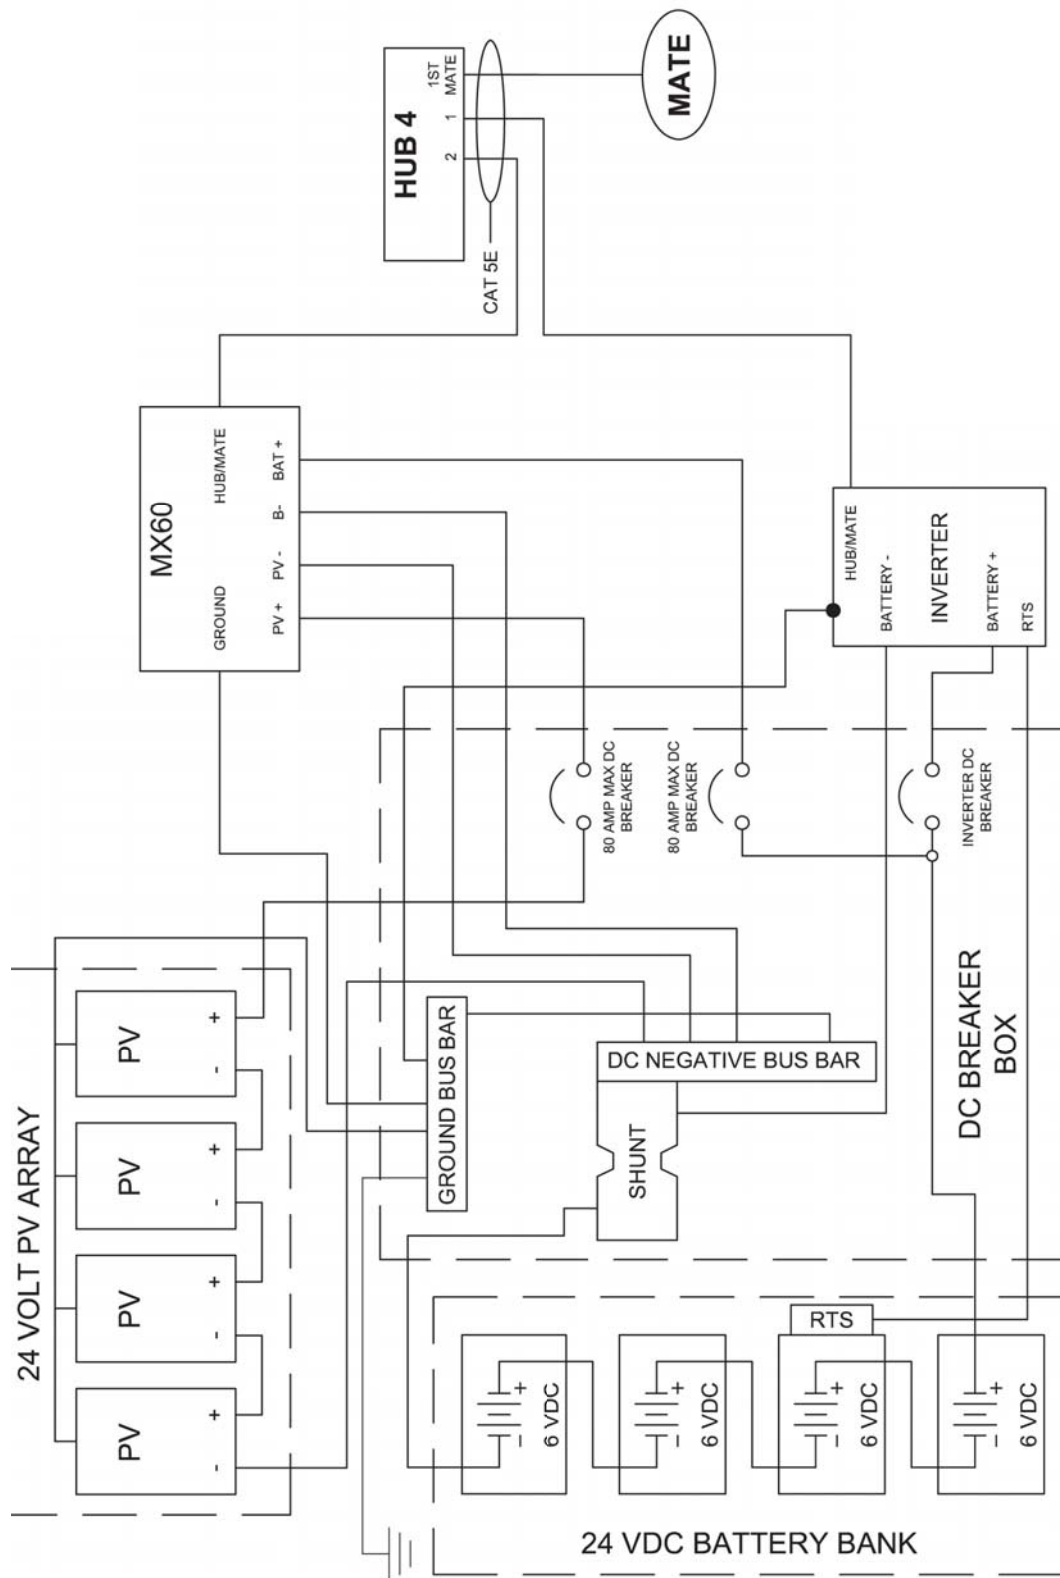 MATE
HUB 4
1ST
MATE
1
2
CAT 5E
MX60
GROUND
HUB/MATE
PV +
PV -
B-
BAT +
HUB/MATE
BATTERY -
INVERTER
BATTERY +
RTS
80 AMP MAX DC
BREAKER
80 AMP MAX DC
BREAKER
INVERTER DC
BREAKER
24 VOLT PV ARRAY
PV
- +
PV
- +
PV
- +
PV
- +
GROUND BUS BAR
DC NEGATIVE BUS BAR
SHUNT
DC BREAKER
BOX
RTS
- +
6 VDC
- +
6 VDC
- +
6 VDC
- +
6 VDC
24 VDC BATTERY BANK